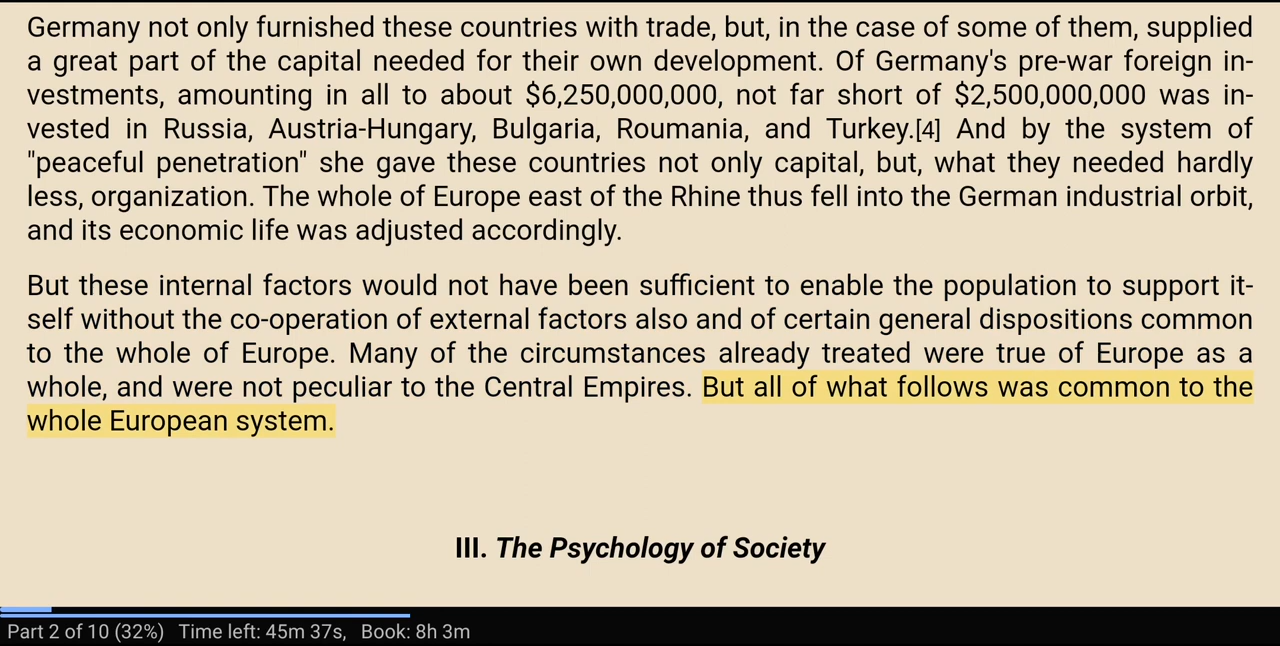 Germany not only furnished these countries with trade, but, in the case of some of them, supplied
a great part of the capital needed for their own development. Of Germany's pre-war foreign in-
vestments, amounting in all to about $6,250,000,000, not far short of $2,500,000,000 was in-
vested in Russia, Austria-Hungary, Bulgaria, Roumania, and Turkey.[4] And by the system of
"peaceful penetration" she gave these countries not only capital, but, what they needed hardly
less, organization. The whole of Europe east of the Rhine thus fell into the German industrial orbit,
and its economic life was adjusted accordingly.
But these internal factors would not have been sufficient to enable the population to support it-
self without the co-operation of external factors also and of certain general dispositions common
to the whole of Europe. Many of the circumstances already treated were true of Europe as a
whole, and were not peculiar to the Central Empires. But all of what follows was common to the
whole European system.
III. The Psychology of Society
Part 2 of 10 (32%) Time left: 45m 37s, Book: 8h 3m